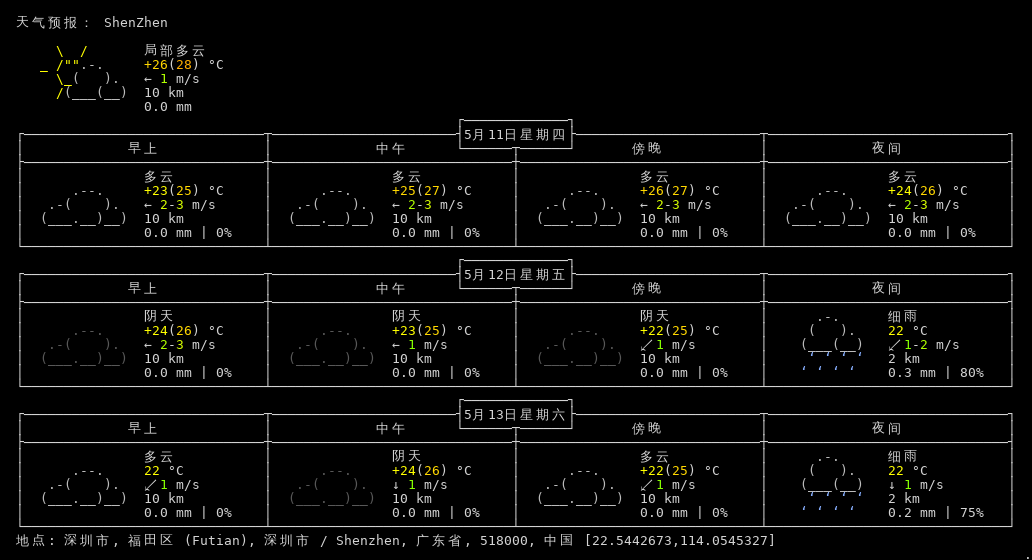 天气预报： ShenZhen
局部多云
+26(28) °C
← 1 m/s
10 km
0.0 mm
5月11日星期四
早上 中午 傍晚 夜间
多云 多云 多云 多云
+23(25) °C +25(27) °C +26(27) °C +24(26) °C
← 2-3 m/s ← 2-3 m/s ← 2-3 m/s ← 2-3 m/s
10 km 10 km 10 km 10 km
0.0 mm | 0% 0.0 mm | 0% 0.0 mm | 0% 0.0 mm | 0%
5月12日星期五
早上 中午 傍晚 夜间
阴天 阴天 阴天 细雨
+24(26) °C +23(25) °C +22(25) °C 22 °C
← 2-3 m/s ← 1 m/s ↙ 1 m/s ↙ 1-2 m/s
10 km 10 km 10 km 2 km
0.0 mm | 0% 0.0 mm | 0% 0.0 mm | 0% 0.3 mm | 80%
5月13日星期六
早上 中午 傍晚 夜间
多云 阴天 多云 细雨
22 °C +24(26) °C +22(25) °C 22 °C
↙ 1 m/s ↓ 1 m/s ↙ 1 m/s ↓ 1 m/s
10 km 10 km 10 km 2 km
0.0 mm | 0% 0.0 mm | 0% 0.0 mm | 0% 0.2 mm | 75%
地点: 深圳市, 福田区 (Futian), 深圳市 / Shenzhen, 广东省, 518000, 中国 [22.5442673,114.0545327]